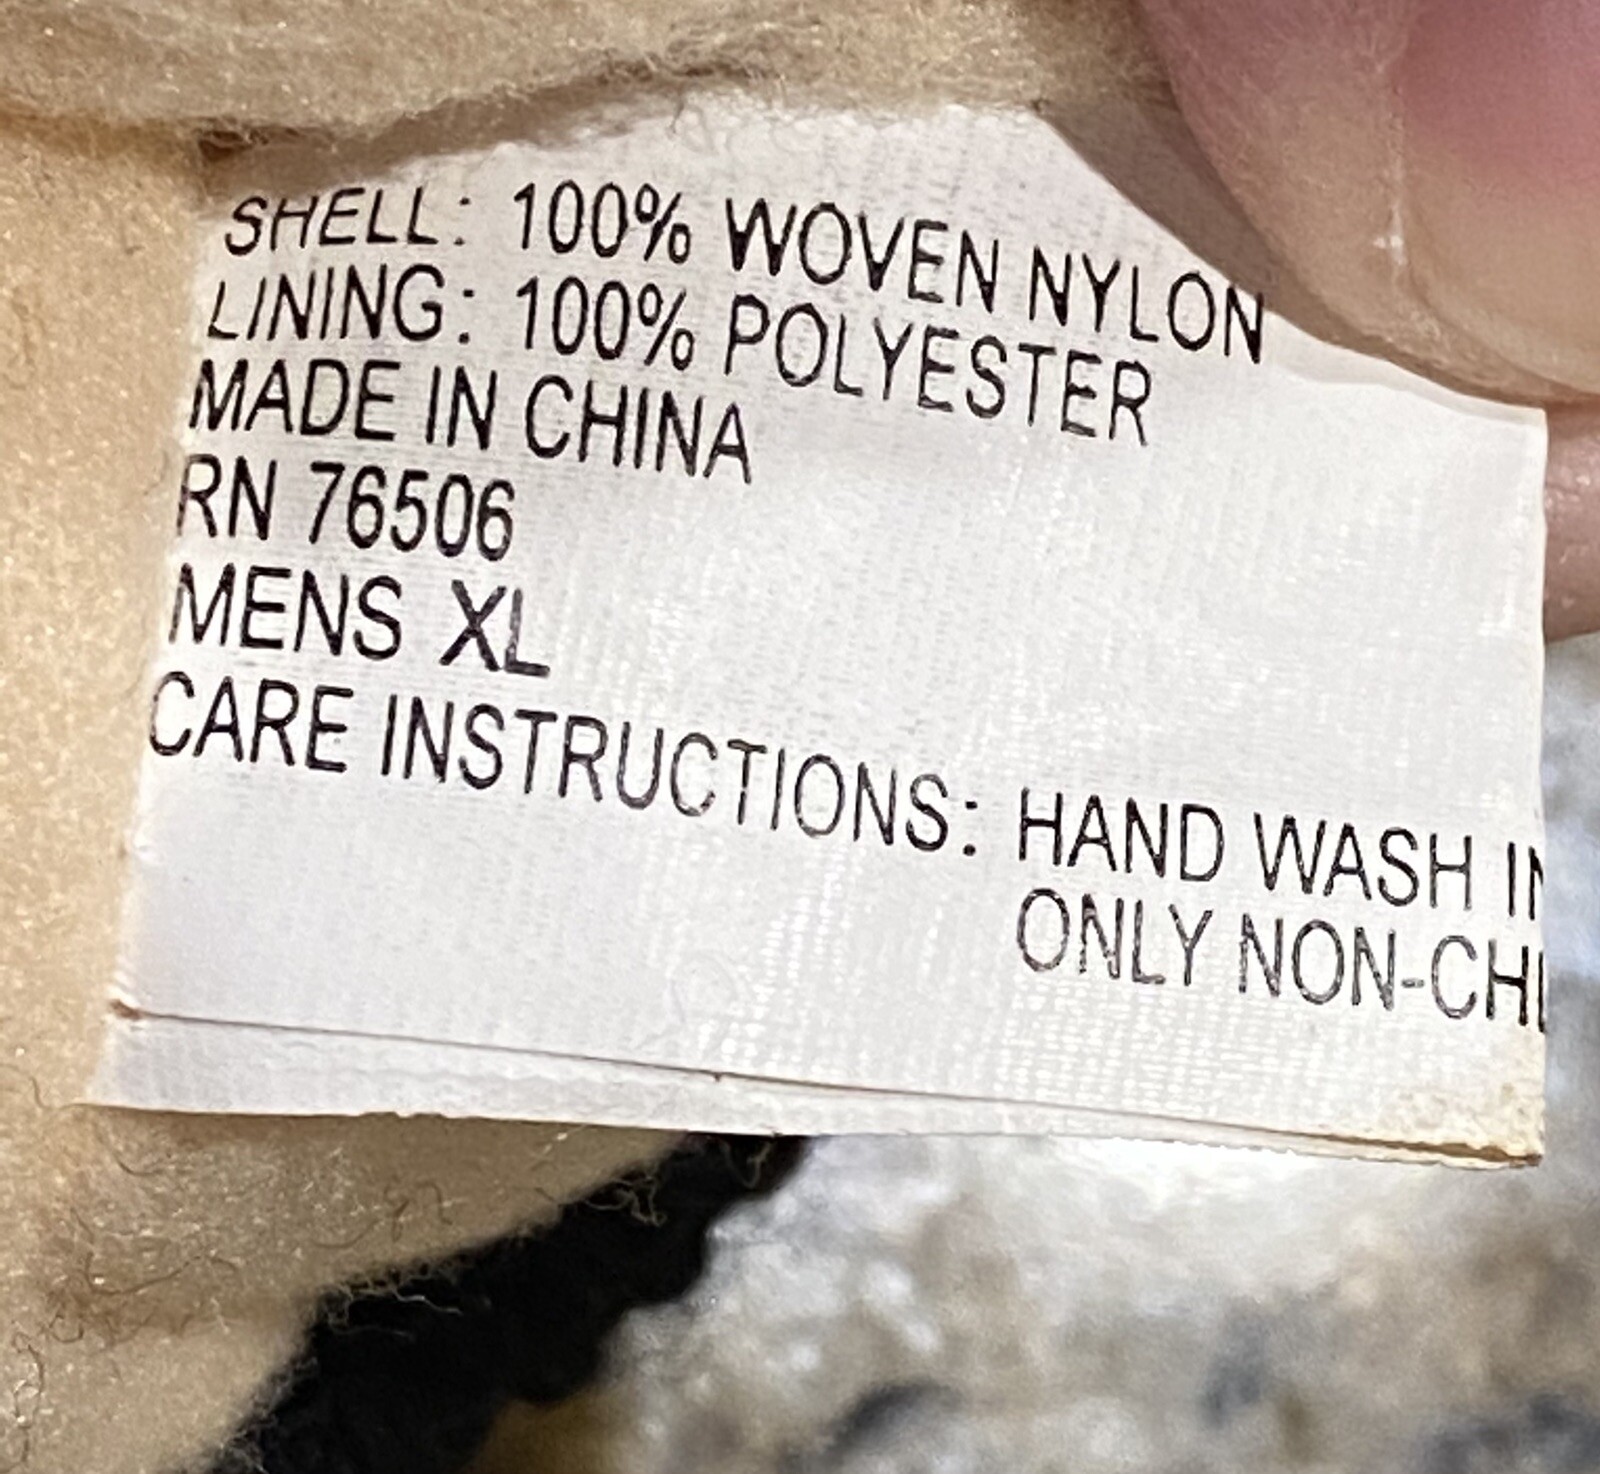 SHELL: 100% WOVEN NYLON
LINING: 100% POLYESTER
MADE IN CHINA
RN 76506
MENS XL
CARE INSTRUCTIONS: HAND WASH
ONLY NON-